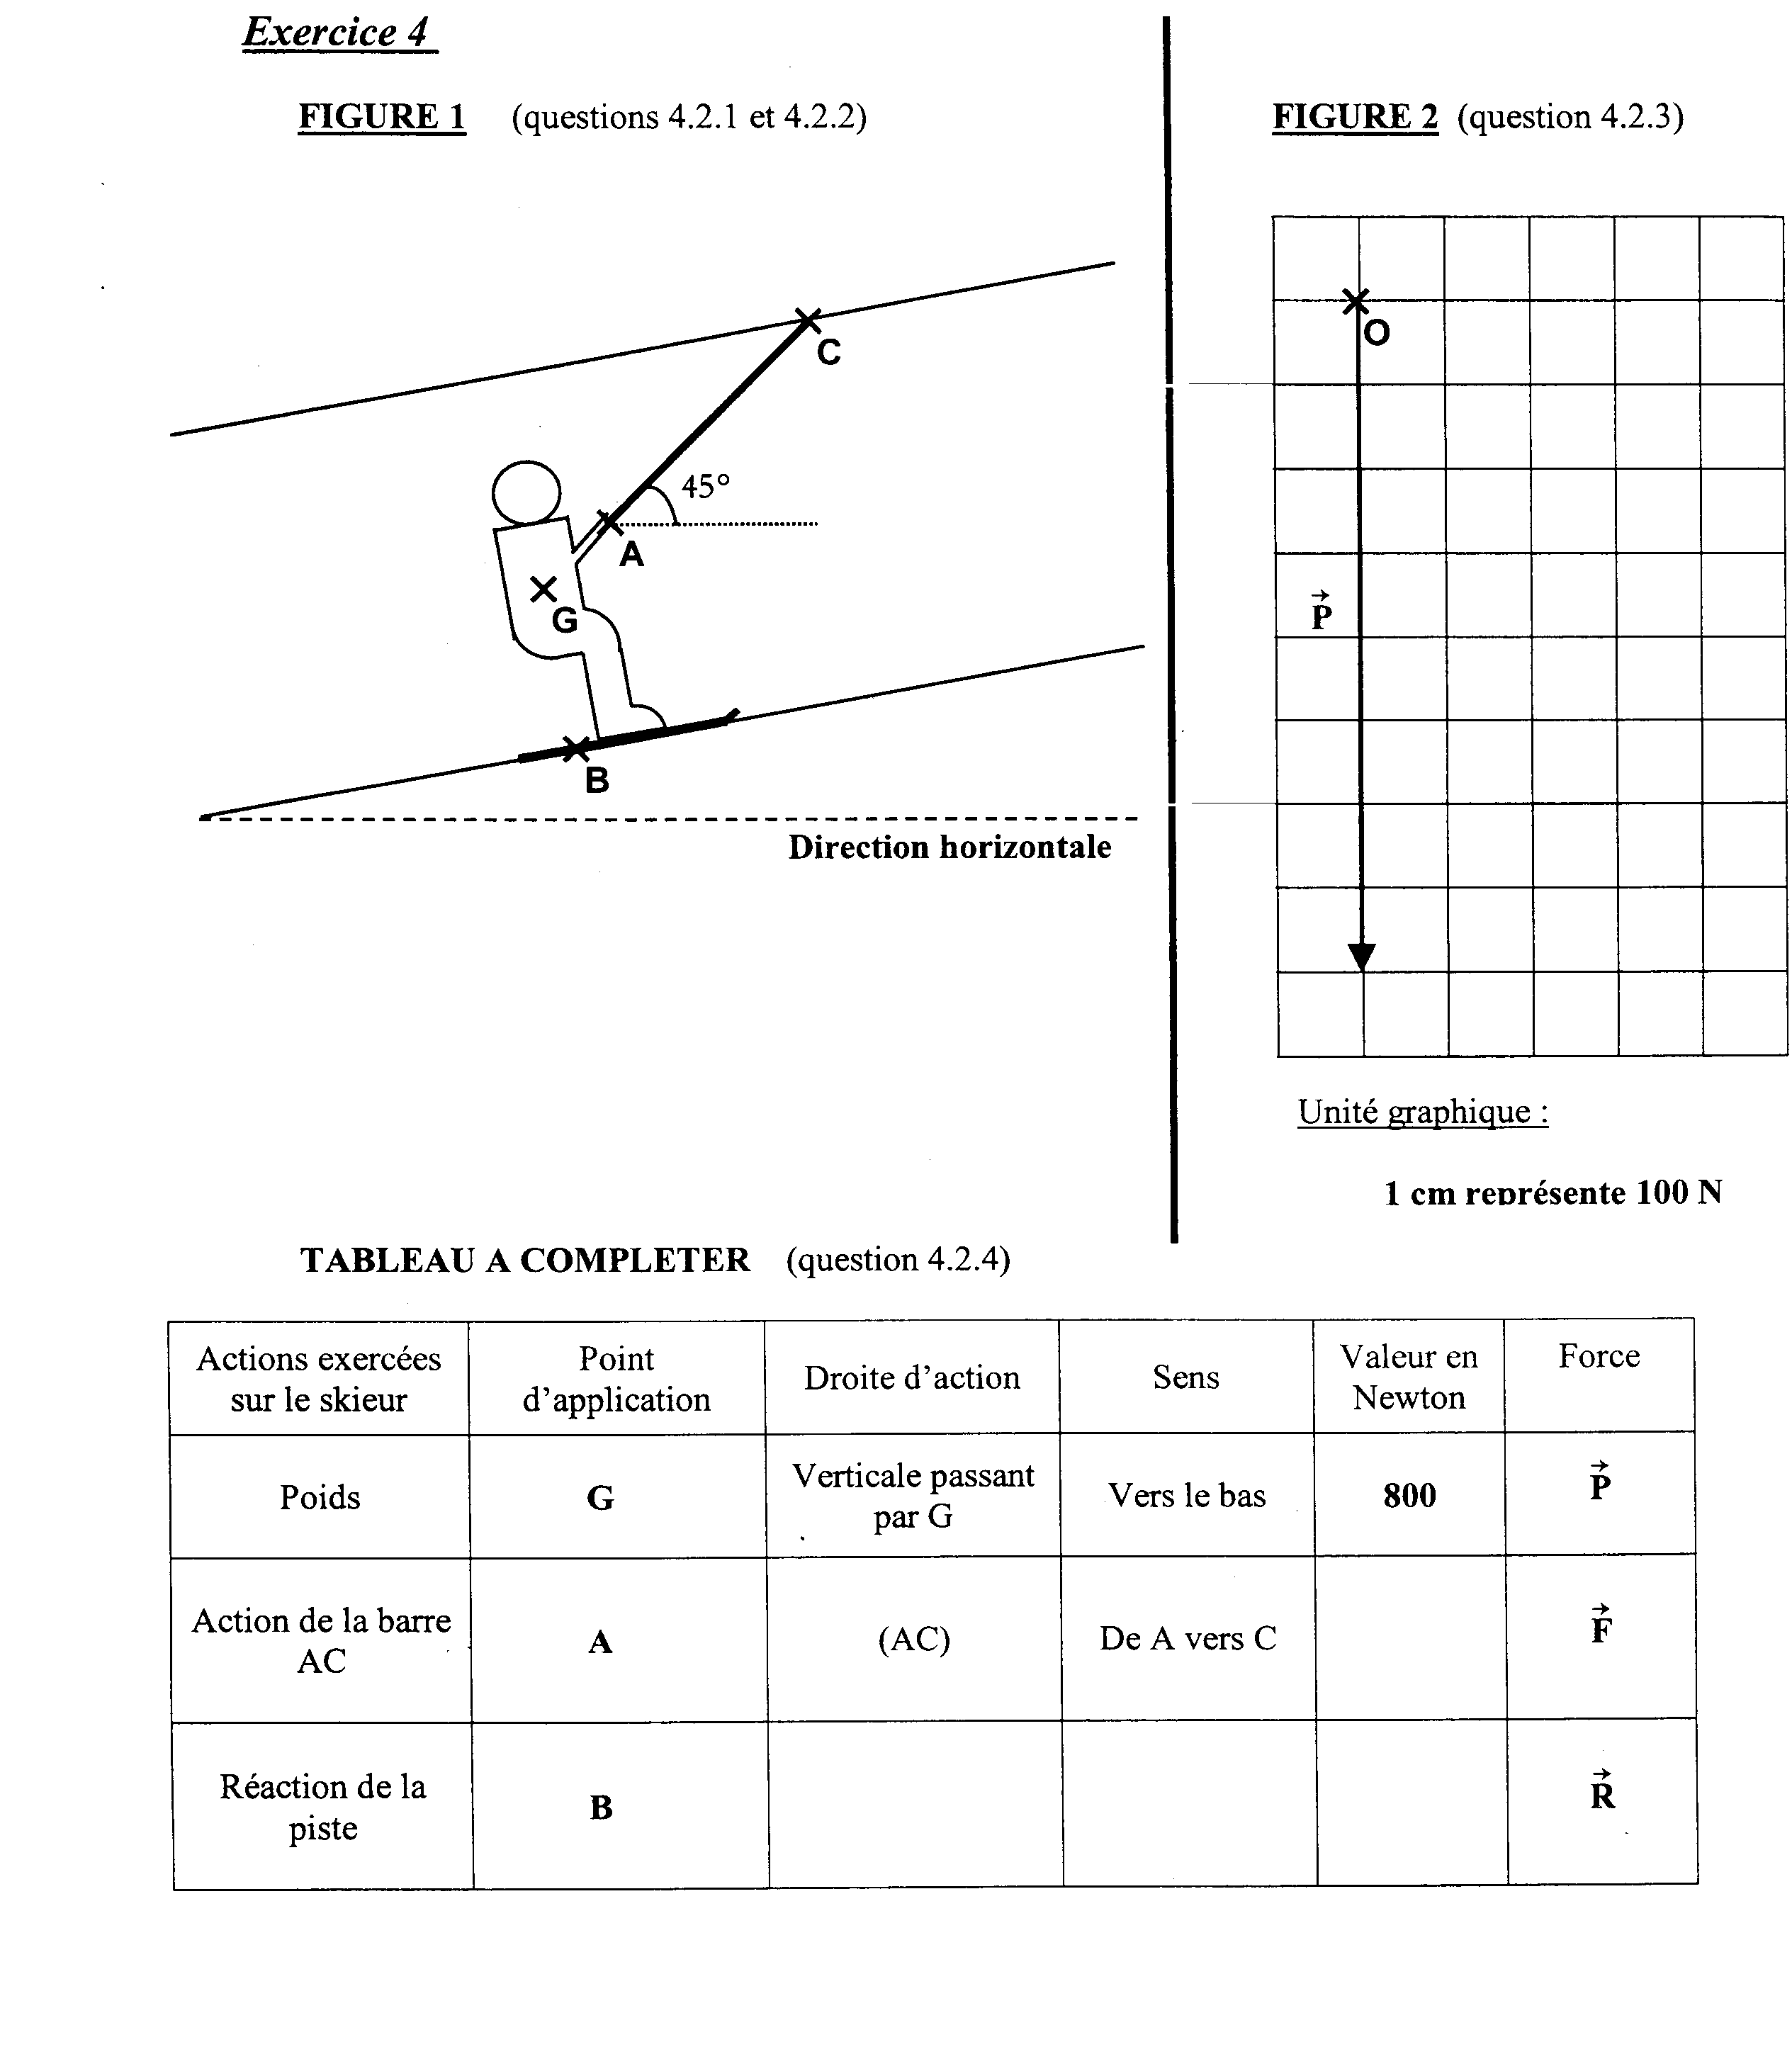 Exercice 4
FIGURE 1 (questions 4.2.1 et 4.2.2)
C
45°
A
G
B
Direction horizontale
FIGURE 2 (question 4.2.3)
O
P
Unité graphique :
1 cm représente 100 N
TABLEAU A COMPLETER (question 4.2.4)
Actions exercées
sur le skieur
Point
d'application
Droite d'action
Sens
Valeur en
Newton
Force
Poids
G
Verticale passant
par G
Vers le bas
800
P
Action de la barre
AC
A
(AC)
De A vers C
F
Réaction de la
piste
B
R